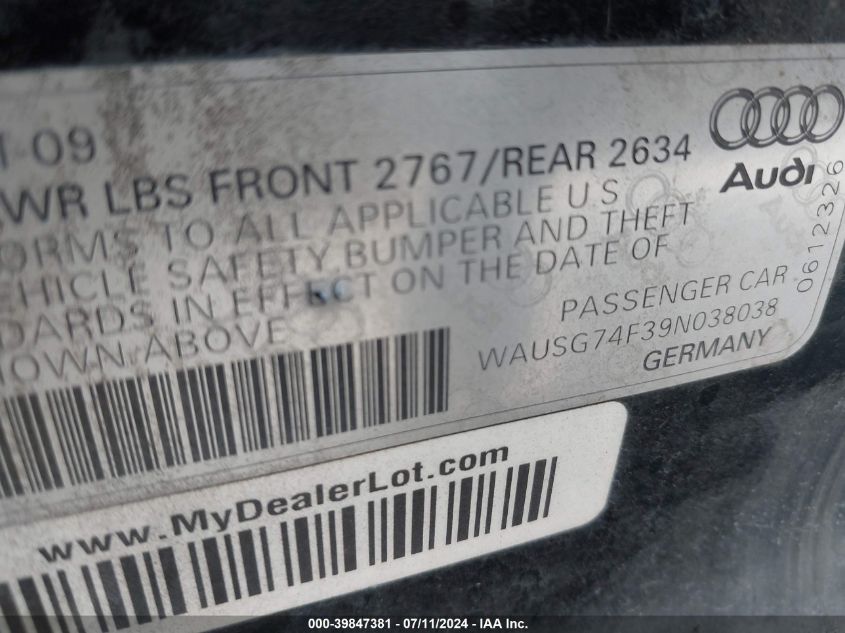 09
WR LBS FRONT 2767/REAR 2634
ORMS TO ALL APPLICABLE U.S
EHICLE SAFETY BUMPER AND THEFT
DARDS IN EFFECT ON THE DATE OF
HOWN ABOVE
Audi
0612326
PASSENGER CAR
WAUSG74F39N038038
GERMANY
www.MyDealerLot.com
000-39847381 - 07/11/2024 - IAA Inc.